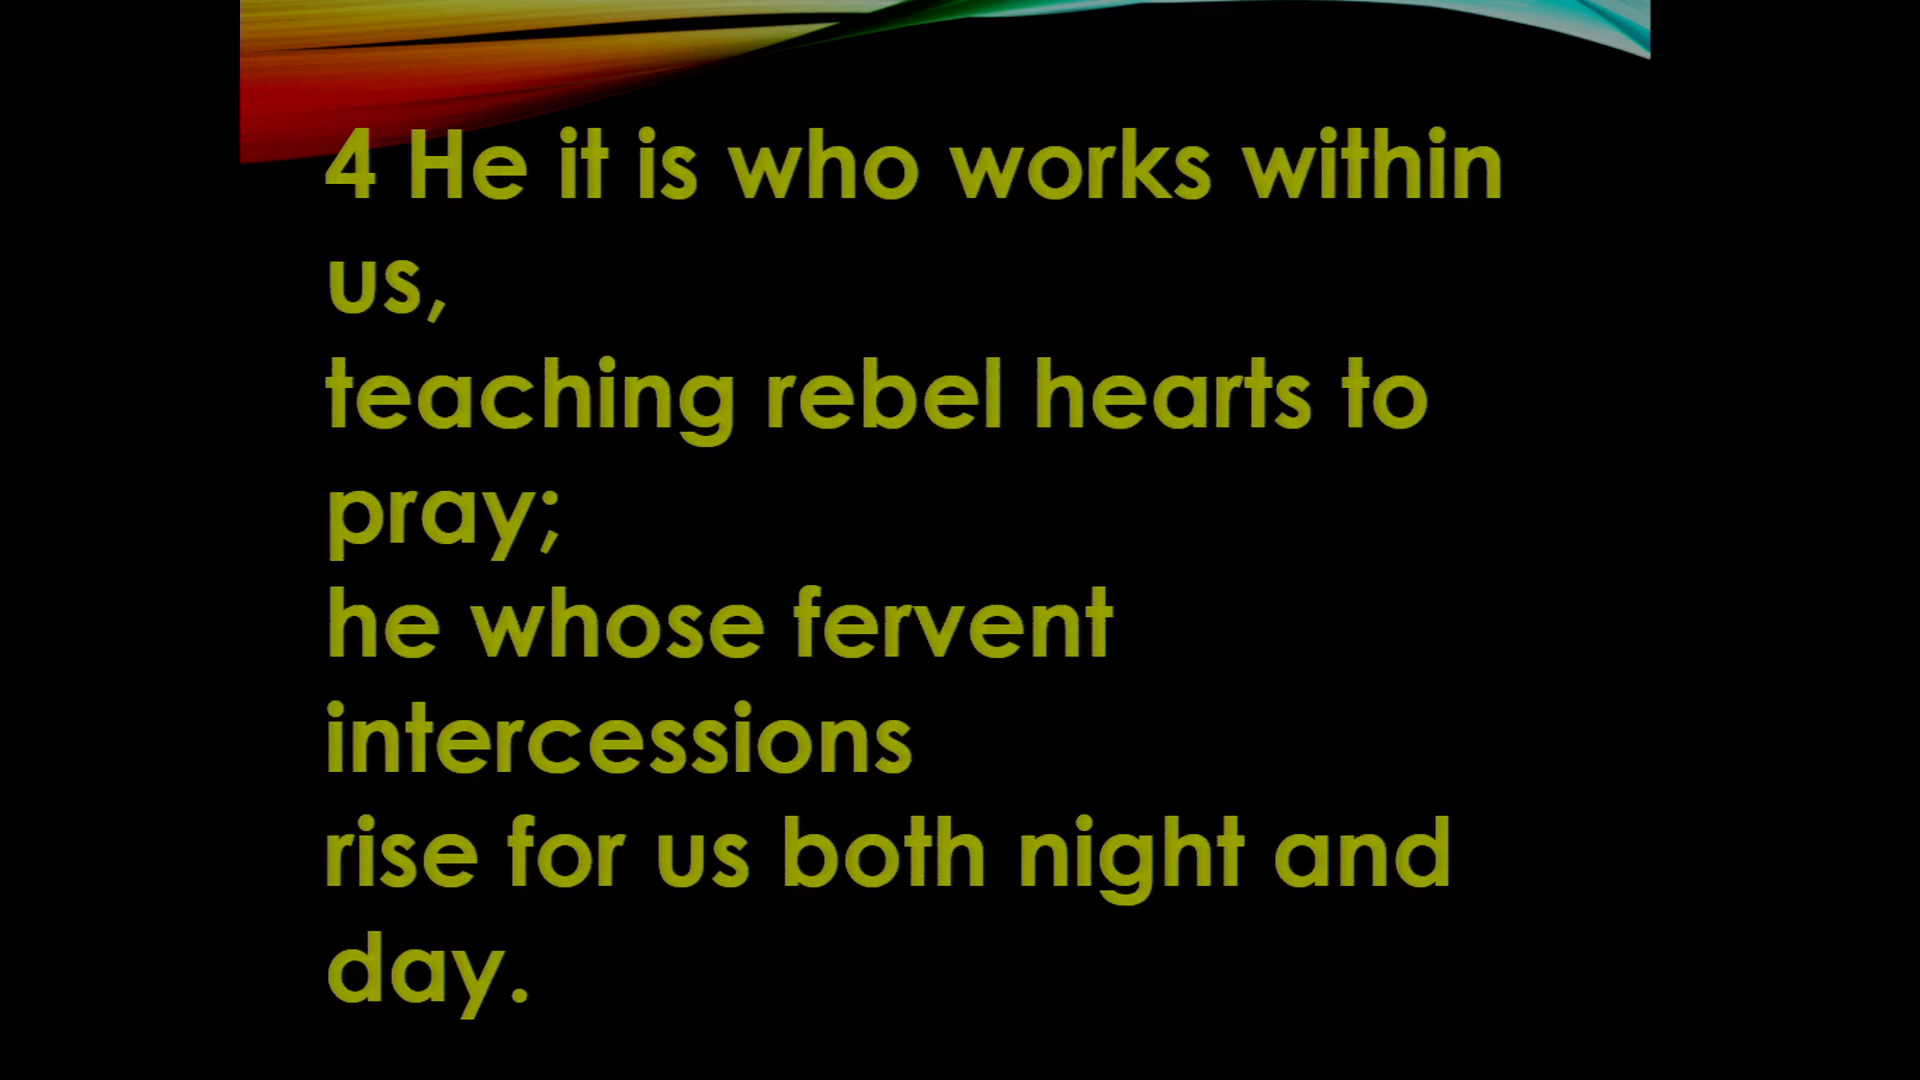 4 He it is who works within
us,
teaching rebel hearts to
pray;
he whose fervent
intercessions
rise for us both night and
day.